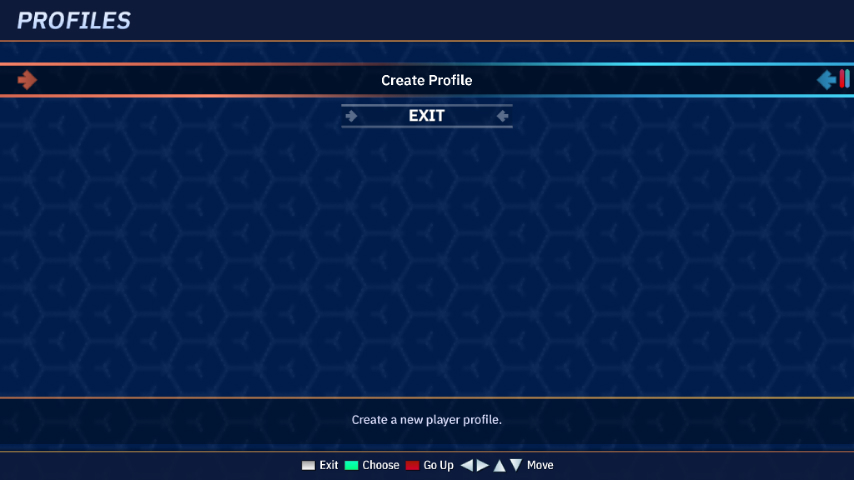 PROFILES
Create Profile
EXIT
Create a new player profile.
Exit Choose Go Up Move